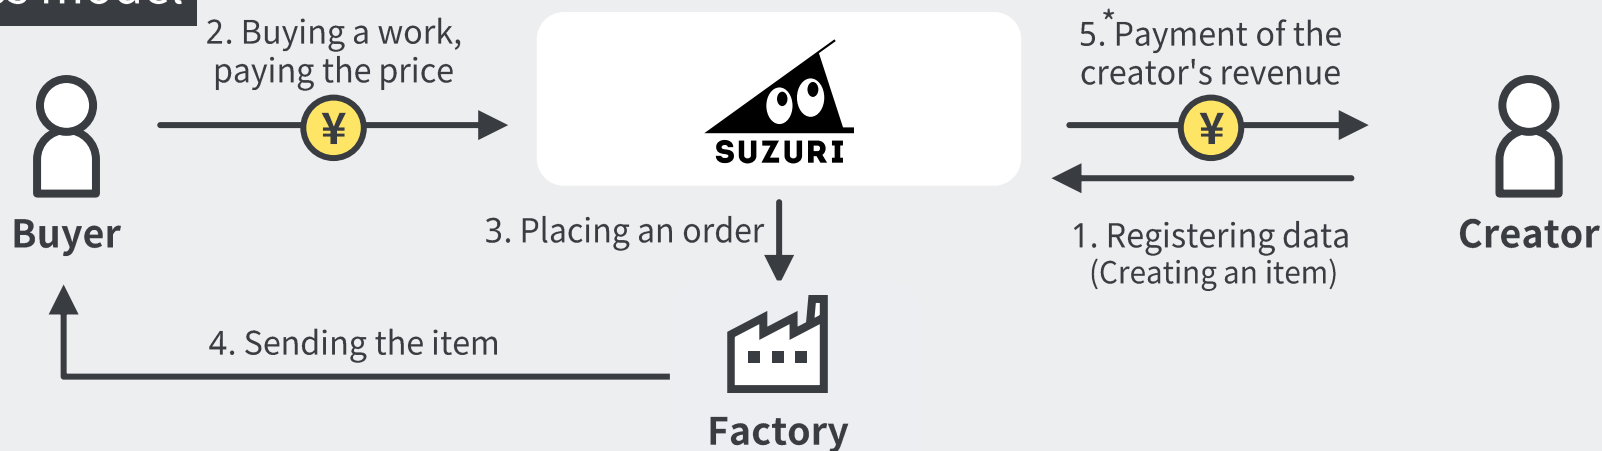 model
2. Buying a work,
paying the price
¥
SUZURI
5.*Payment of the
creator's revenue
¥
Buyer
3. Placing an order
1. Registering data
(Creating an item)
Creator
4. Sending the item
Factory